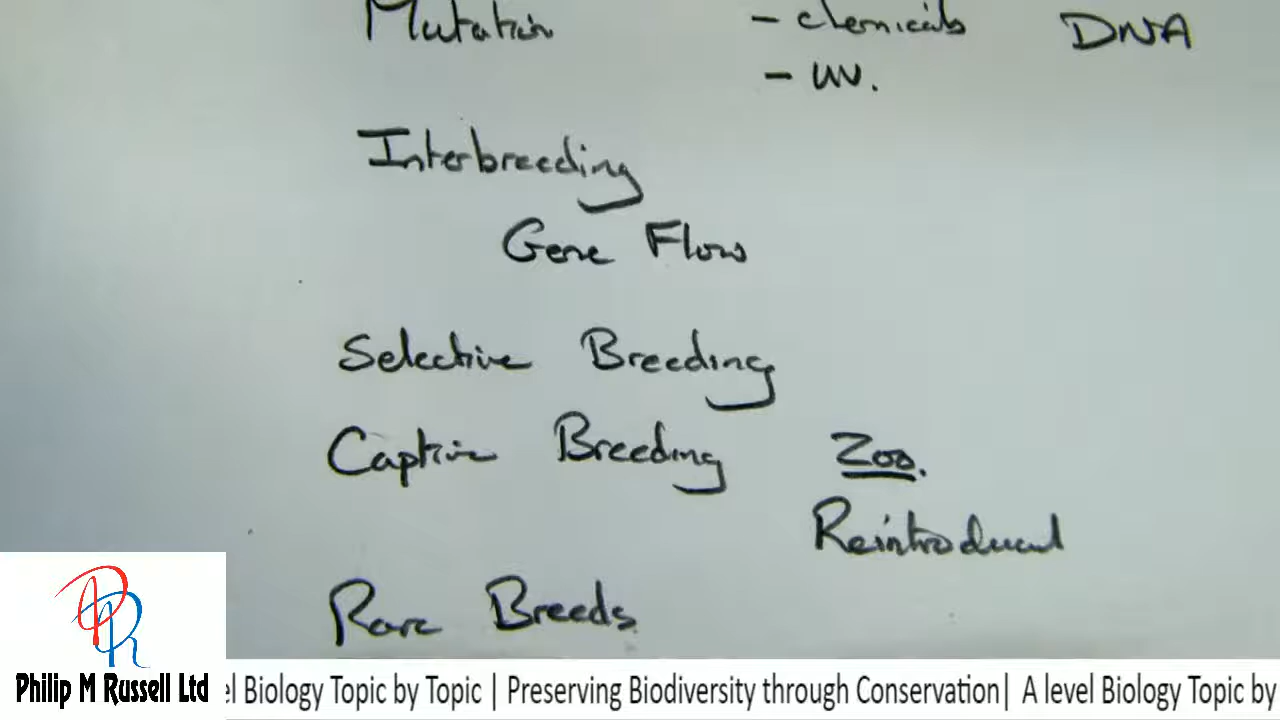 Mutation - chemicals DNA
- UV.
Interbreeding
Gene Flow
Selective Breeding
Captive Breeding Zoo.
Reintroduced
Rare Breeds
Philip M Russell Ltd
el Biology Topic by Topic | Preserving Biodiversity through Conservation| A level Biology Topic by